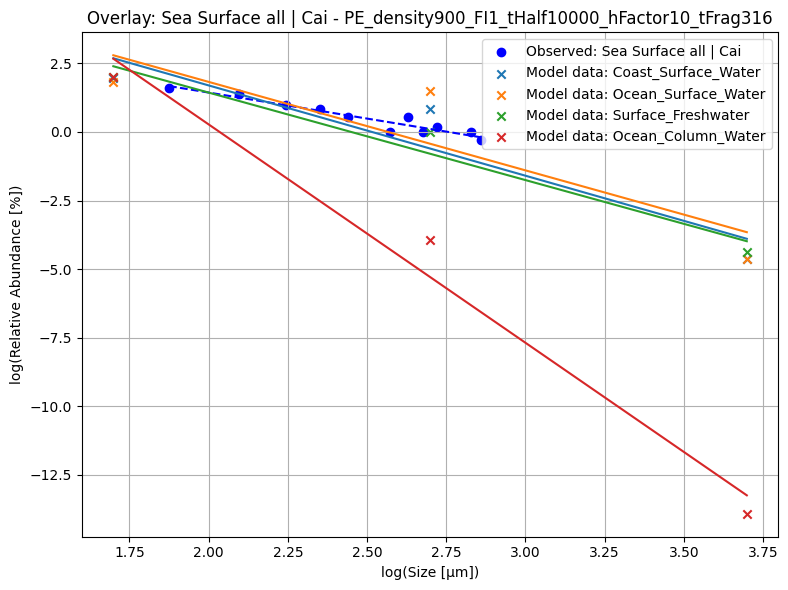 Overlay: Sea Surface all | Cai - PE_density900_FI1_tHalf10000_hFactor10_tFrag316
Observed: Sea Surface all | Cai
Model data: Coast_Surface_Water
Model data: Ocean_Surface_Water
Model data: Surface_Freshwater
Model data: Ocean_Column_Water
log(Relative Abundance [%])
2.5
0.0
−2.5
−5.0
−7.5
−10.0
−12.5
1.75 2.00 2.25 2.50 2.75 3.00 3.25 3.50 3.75
log(Size [µm])